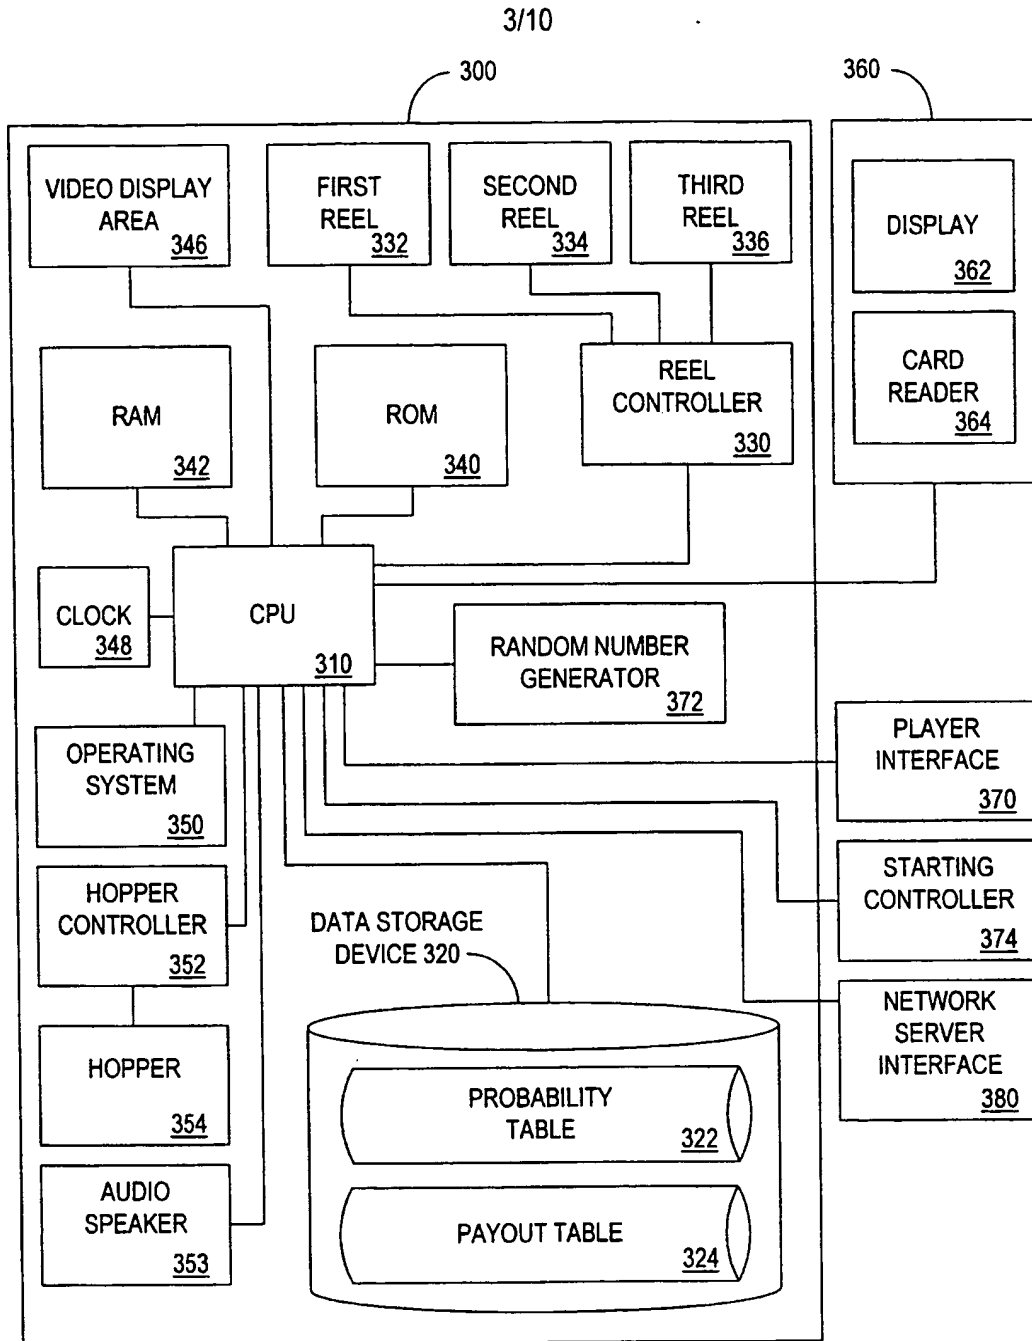 3/10
300
360
VIDEO DISPLAY
AREA
346
FIRST
REEL
332
SECOND
REEL
334
THIRD
REEL
336
DISPLAY
362
CARD
READER
364
RAM
342
ROM
340
REEL
CONTROLLER
330
CLOCK
348
CPU
310
RANDOM NUMBER
GENERATOR
372
OPERATING
SYSTEM
350
PLAYER
INTERFACE
370
HOPPER
CONTROLLER
352
STARTING
CONTROLLER
374
DATA STORAGE
DEVICE 320
NETWORK
SERVER
INTERFACE
380
HOPPER
354
PROBABILITY
TABLE
322
AUDIO
SPEAKER
353
PAYOUT TABLE
324